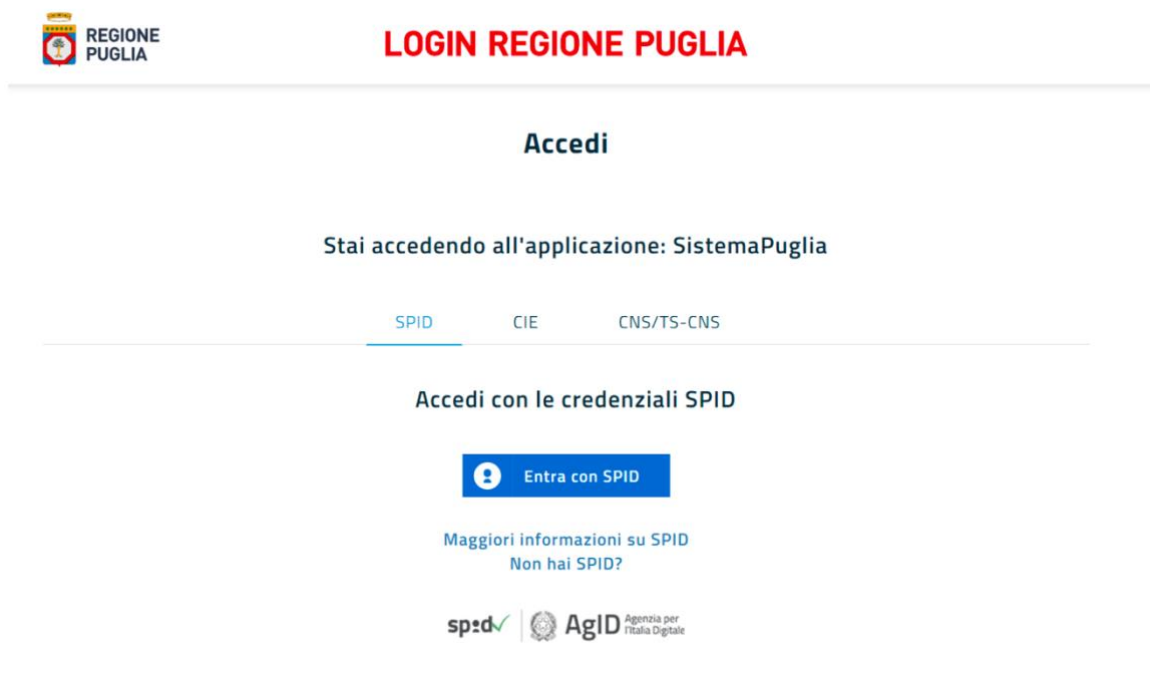 REGIONE
PUGLIA
LOGIN REGIONE PUGLIA
Accedi
Stai accedendo all'applicazione: SistemaPuglia
SPID CIE CNS/TS-CNS
Accedi con le credenziali SPID
Entra con SPID
Maggiori informazioni su SPID
Non hai SPID?
spid AgID Agenzia per
l'Italia Digitale